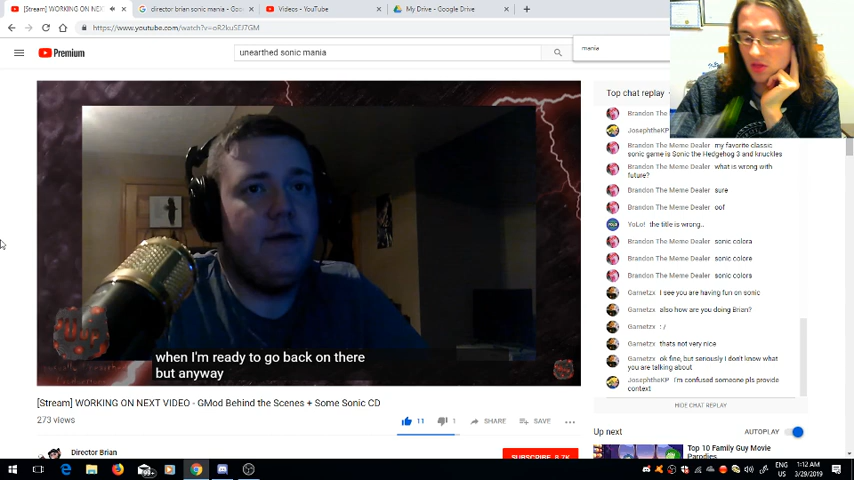 [Stream] WORKING ON NEXT VIDEO
director brian sonic mania - Goo
Videos - YouTube
My Drive - Google Drive
https://www.youtube.com/watch?v=oR2kuSEJ7GM
Premium
unearthed sonic mania
mania
Top chat replay
Brandon The Meme Dealer
JosephtheKP
Brandon The Meme Dealer my favorite classic
sonic game is Sonic the Hedgehog 3 and knuckles
Brandon The Meme Dealer what is wrong with
future?
Brandon The Meme Dealer sure
Brandon The Meme Dealer oof
YoLo! the title is wrong..
Brandon The Meme Dealer sonic colora
Brandon The Meme Dealer sonic colore
Brandon The Meme Dealer sonic colors
Gametzx I see you are having fun on sonic
Gametzx also how are you doing Brian?
Gametzx : /
Gametzx thats not very nice
Gametzx ok fine, but seriously I don't know what
you are talking about
JosephtheKP I'm confused someone pls provide
context
HIDE CHAT REPLAY
when I'm ready to go back on there
but anyway
[Stream] WORKING ON NEXT VIDEO - GMod Behind the Scenes + Some Sonic CD
273 views
11
1
SHARE
SAVE
Up next
AUTOPLAY
Director Brian
SUBSCRIBE 8.7K
Top 10 Family Guy Movie
Parodies
99+
ENG
US
1:12 AM
3/29/2019